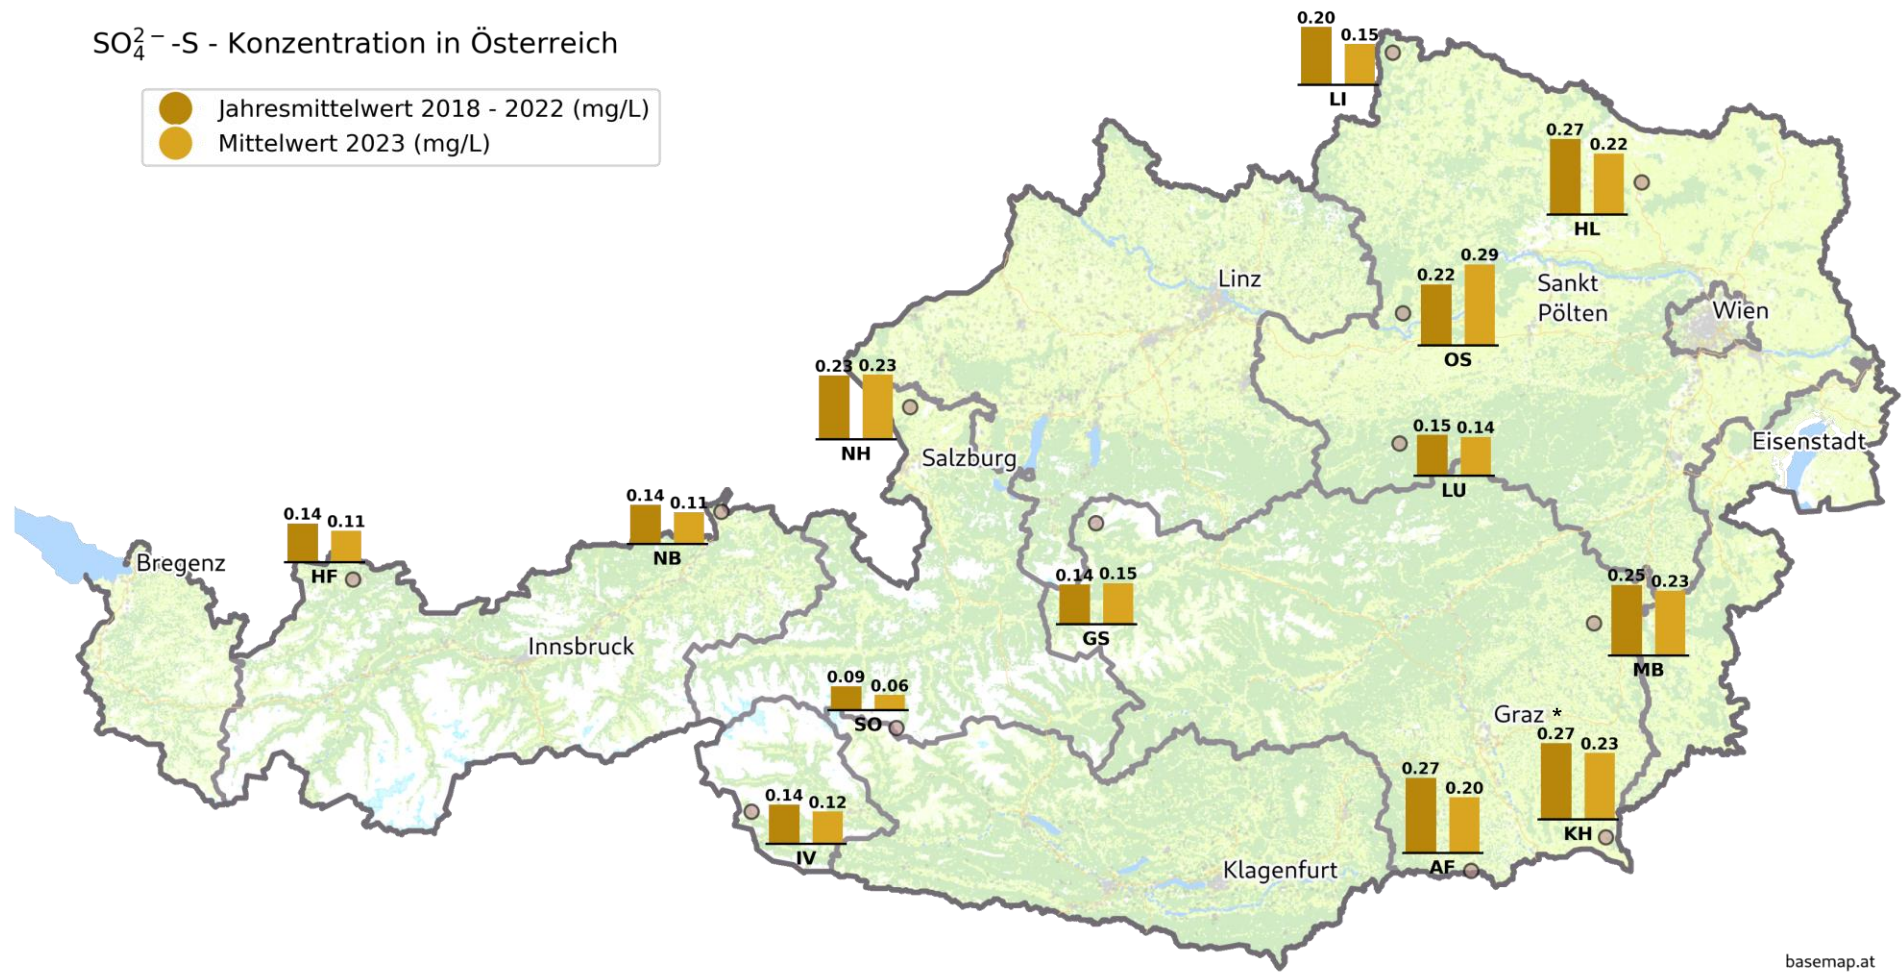 SO₄²⁻-S - Konzentration in Österreich
Jahresmittelwert 2018 - 2022 (mg/L)
Mittelwert 2023 (mg/L)
0.20 0.15
LI
0.27 0.22
HL
Linz
0.22 0.29
OS
Sankt
Pölten
Wien
0.23 0.23
NH
Salzburg
0.15 0.14
LU
Eisenstadt
Bregenz
0.14 0.11
HF
0.14 0.11
NB
Innsbruck
0.14 0.15
GS
0.25 0.23
MB
0.09 0.06
SO
Graz *
0.27 0.23
KH
0.14 0.12
IV
0.27 0.20
AF
Klagenfurt
basemap.at